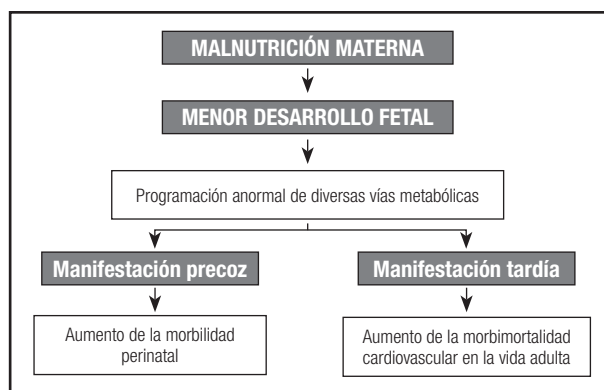 MALNUTRICIÓN MATERNA
MENOR DESARROLLO FETAL
Programación anormal de diversas vías metabólicas
Manifestación precoz
Manifestación tardía
Aumento de la morbilidad
perinatal
Aumento de la morbimortalidad
cardiovascular en la vida adulta